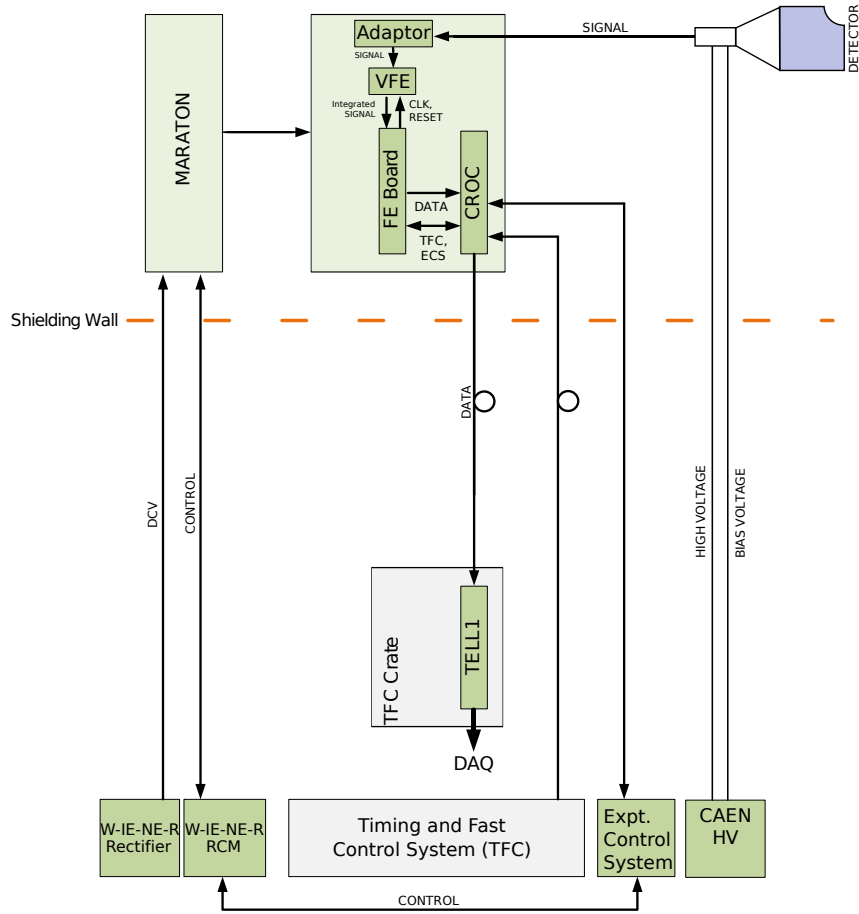 DETECTOR
Adaptor
SIGNAL
SIGNAL
VFE
Integrated
SIGNAL
CLK,
RESET
MARATON
FE Board
CROC
DATA
TFC,
ECS
Shielding Wall
DATA
DCV
CONTROL
HIGH VOLTAGE
BIAS VOLTAGE
TFC Crate
TELL1
DAQ
W-IE-NE-R
Rectifier
W-IE-NE-R
RCM
Timing and Fast
Control System (TFC)
Expt.
Control
System
CAEN
HV
CONTROL